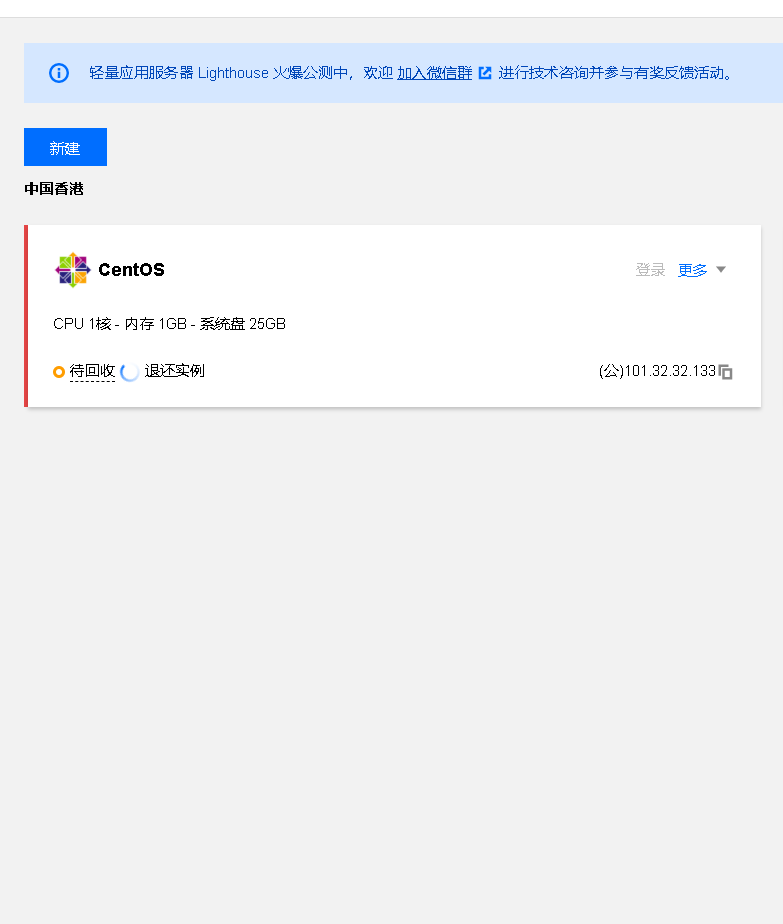 轻量应用服务器 Lighthouse 火爆公测中，欢迎 加入微信群 进行技术咨询并参与有奖反馈活动。
新建
中国香港
CentOS 登录 更多
CPU 1核 - 内存 1GB - 系统盘 25GB
待回收 退还实例 (公)101.32.32.133